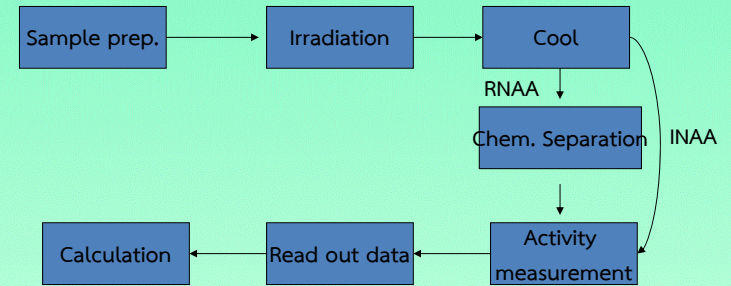 Sample prep.
Irradiation
Cool
RNAA
Chem. Separation
INAA
Activity
measurement
Read out data
Calculation